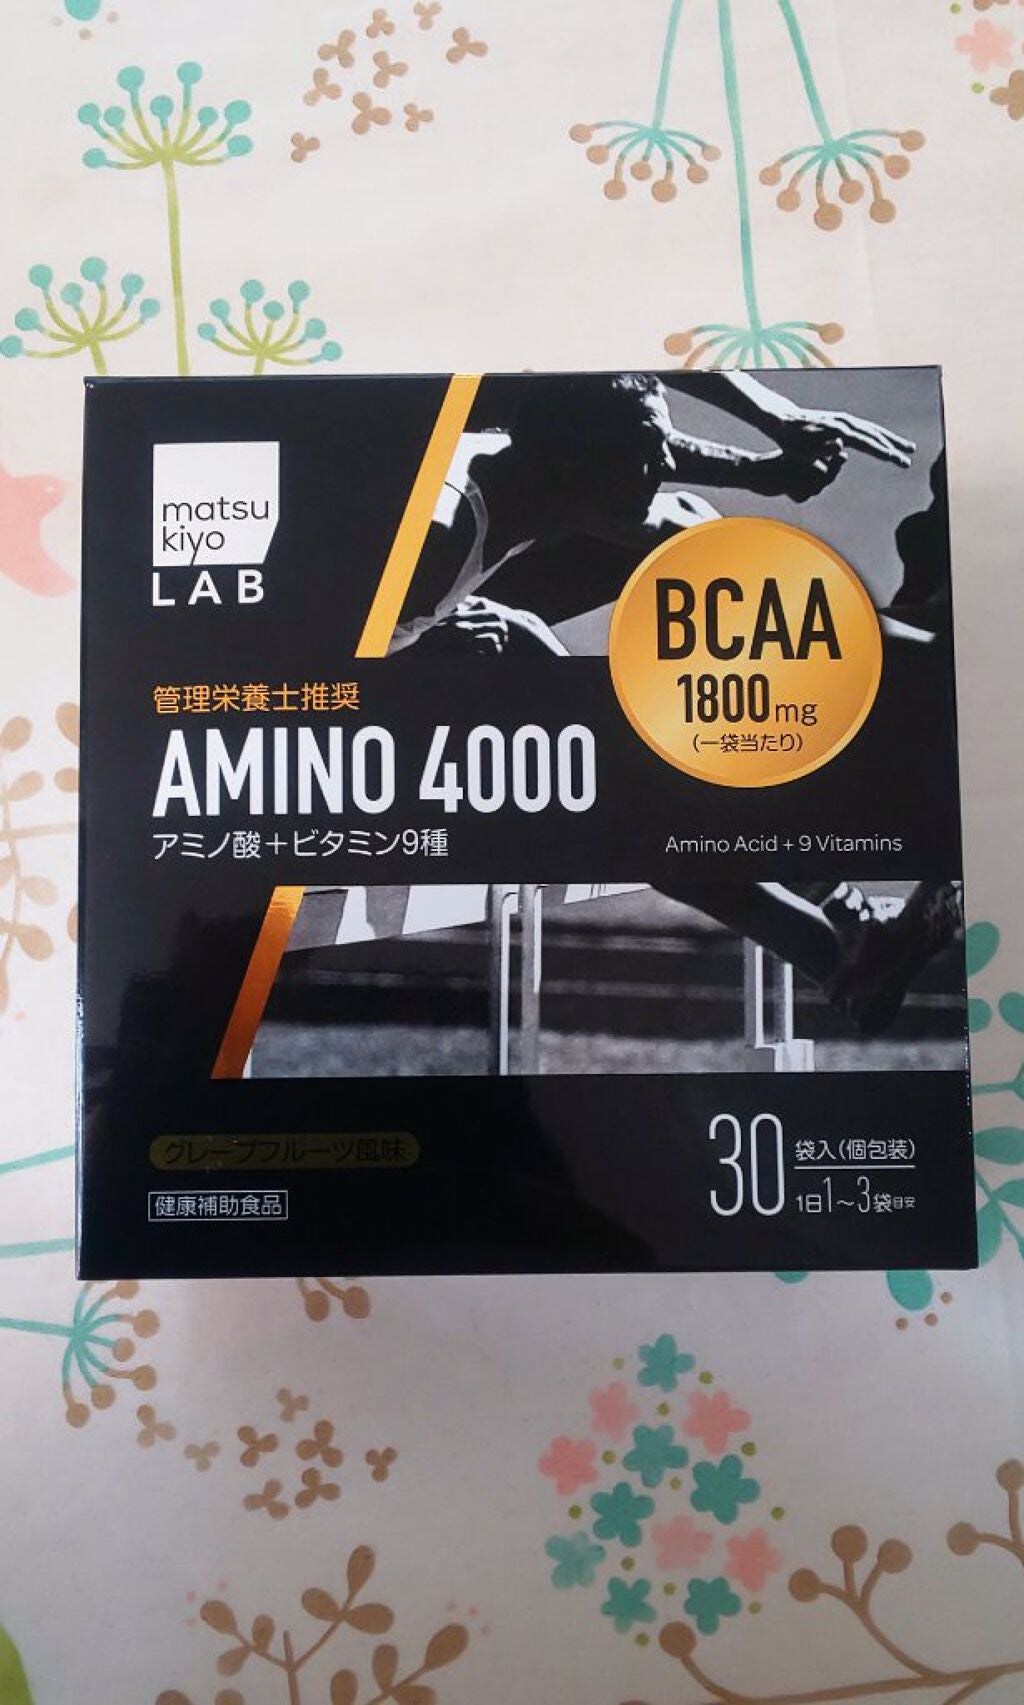 matsu
kiyo
LAB
BCAA
1800mg
(一袋当たり)
管理栄養士推奨
AMINO 4000
アミノ酸+ビタミン9種
Amino Acid + 9 Vitamins
グレープフルーツ風味
健康補助食品
30 袋入(個包装)
1日1~3袋目安